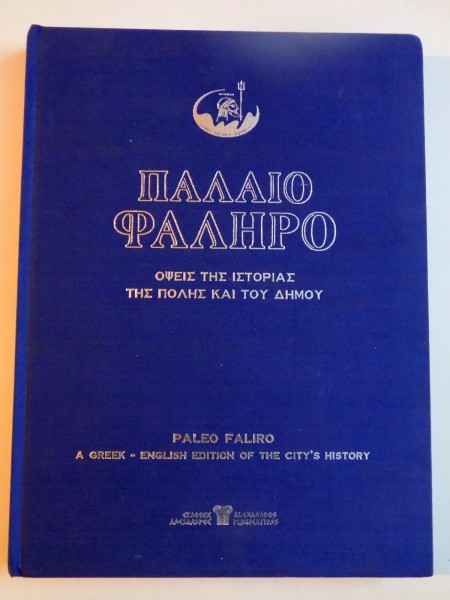 ΠΑΛΑΙΟ
ΦΑΛΗΡΟ
ΟΨΕΙΣ ΤΗΣ ΙΣΤΟΡΙΑΣ
ΤΗΣ ΠΟΛΗΣ ΚΑΙ ΤΟΥ ΔΗΜΟΥ
PALEO FALIRO
A GREEK - ENGLISH EDITION OF THE CITY'S HISTORY
ΕΚΔΟΣΕΙΣ ALEXANDROS
ΑΛΕΞΑΝΔΡΟΣ PUBLICATIONS